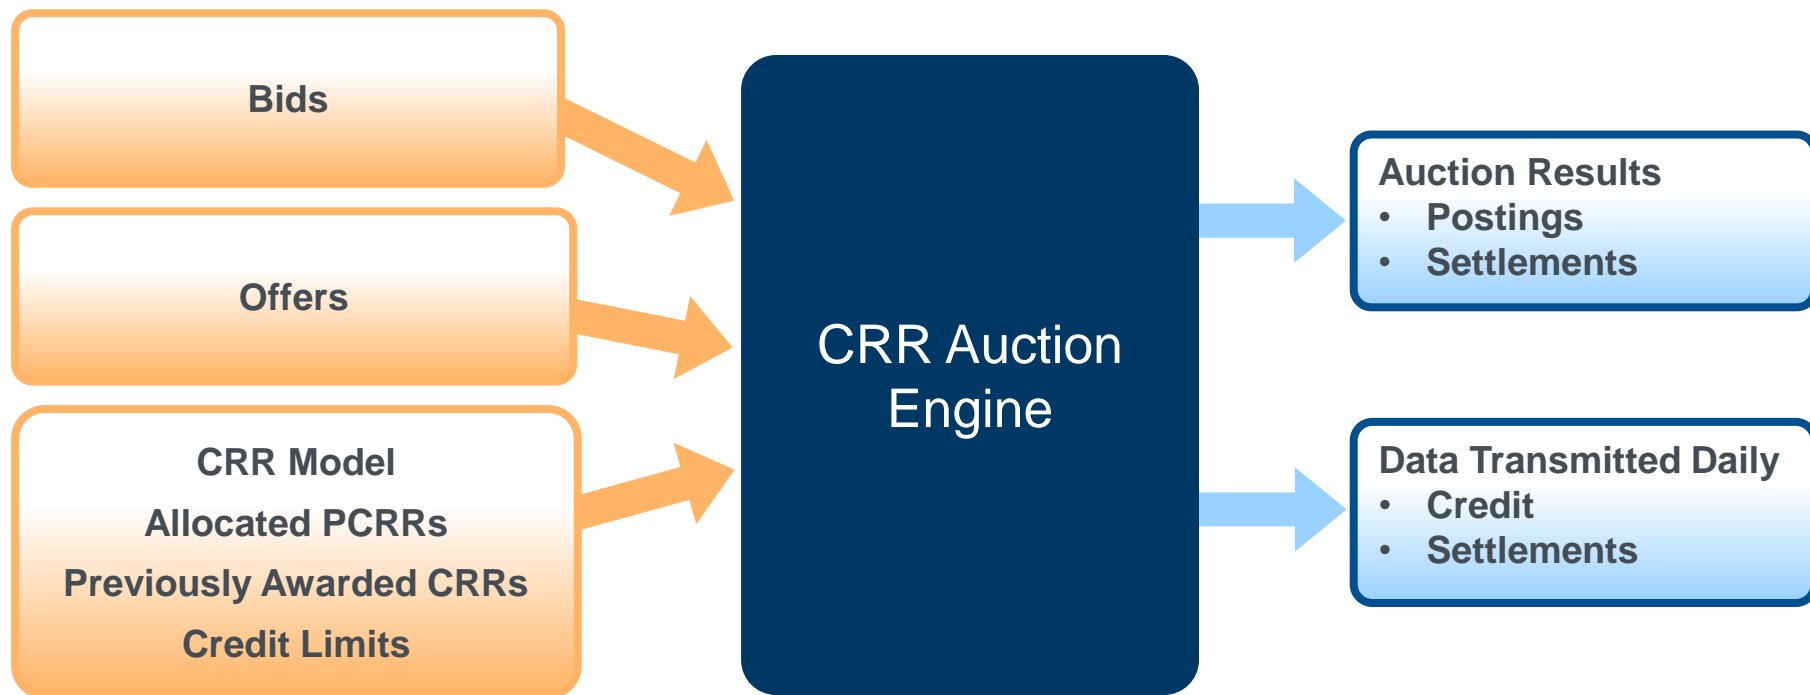 Bids
Offers
CRR Model
Allocated PCRRs
Previously Awarded CRRs
Credit Limits
CRR Auction
Engine
Auction Results
• Postings
• Settlements
Data Transmitted Daily
• Credit
• Settlements